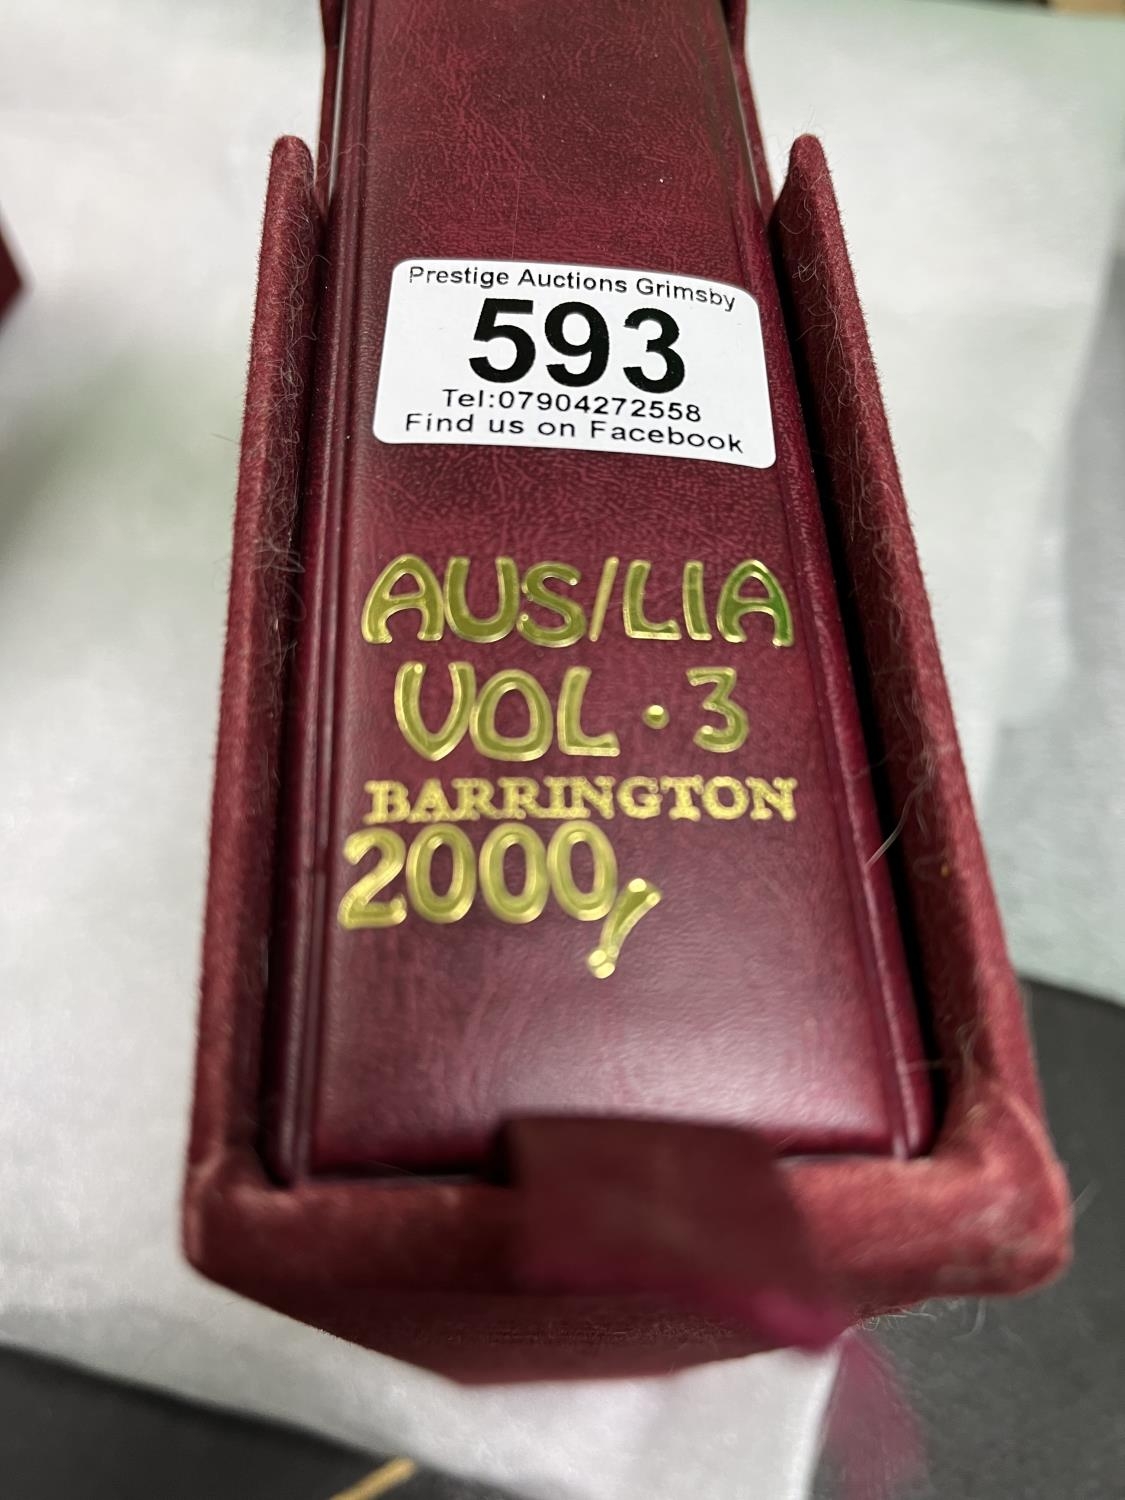 Prestige Auctions Grimsby
593
Tel:07904272558
Find us on Facebook
AUS/LIA
VOL·3
BARRINGTON
2000,